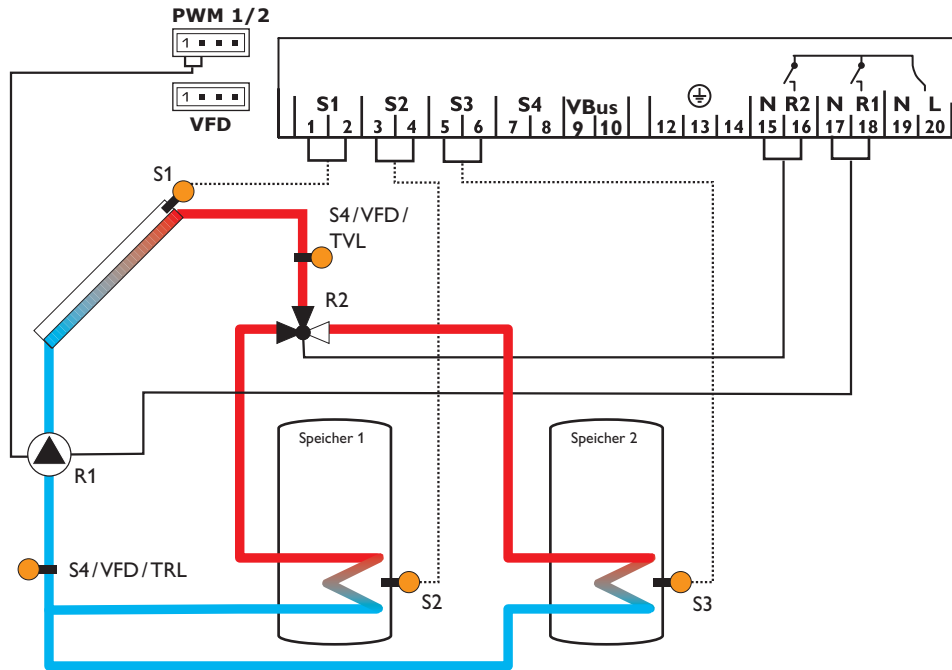 PWM 1/2
1
1
VFD
S1 S2 S3 S4 VBus N R2 N R1 N L
1 2 3 4 5 6 7 8 9 10 12 13 14 15 16 17 18 19 20
S1
S4/VFD/
TVL
R2
Speicher 1
Speicher 2
R1
S4/VFD/TRL
S2
S3